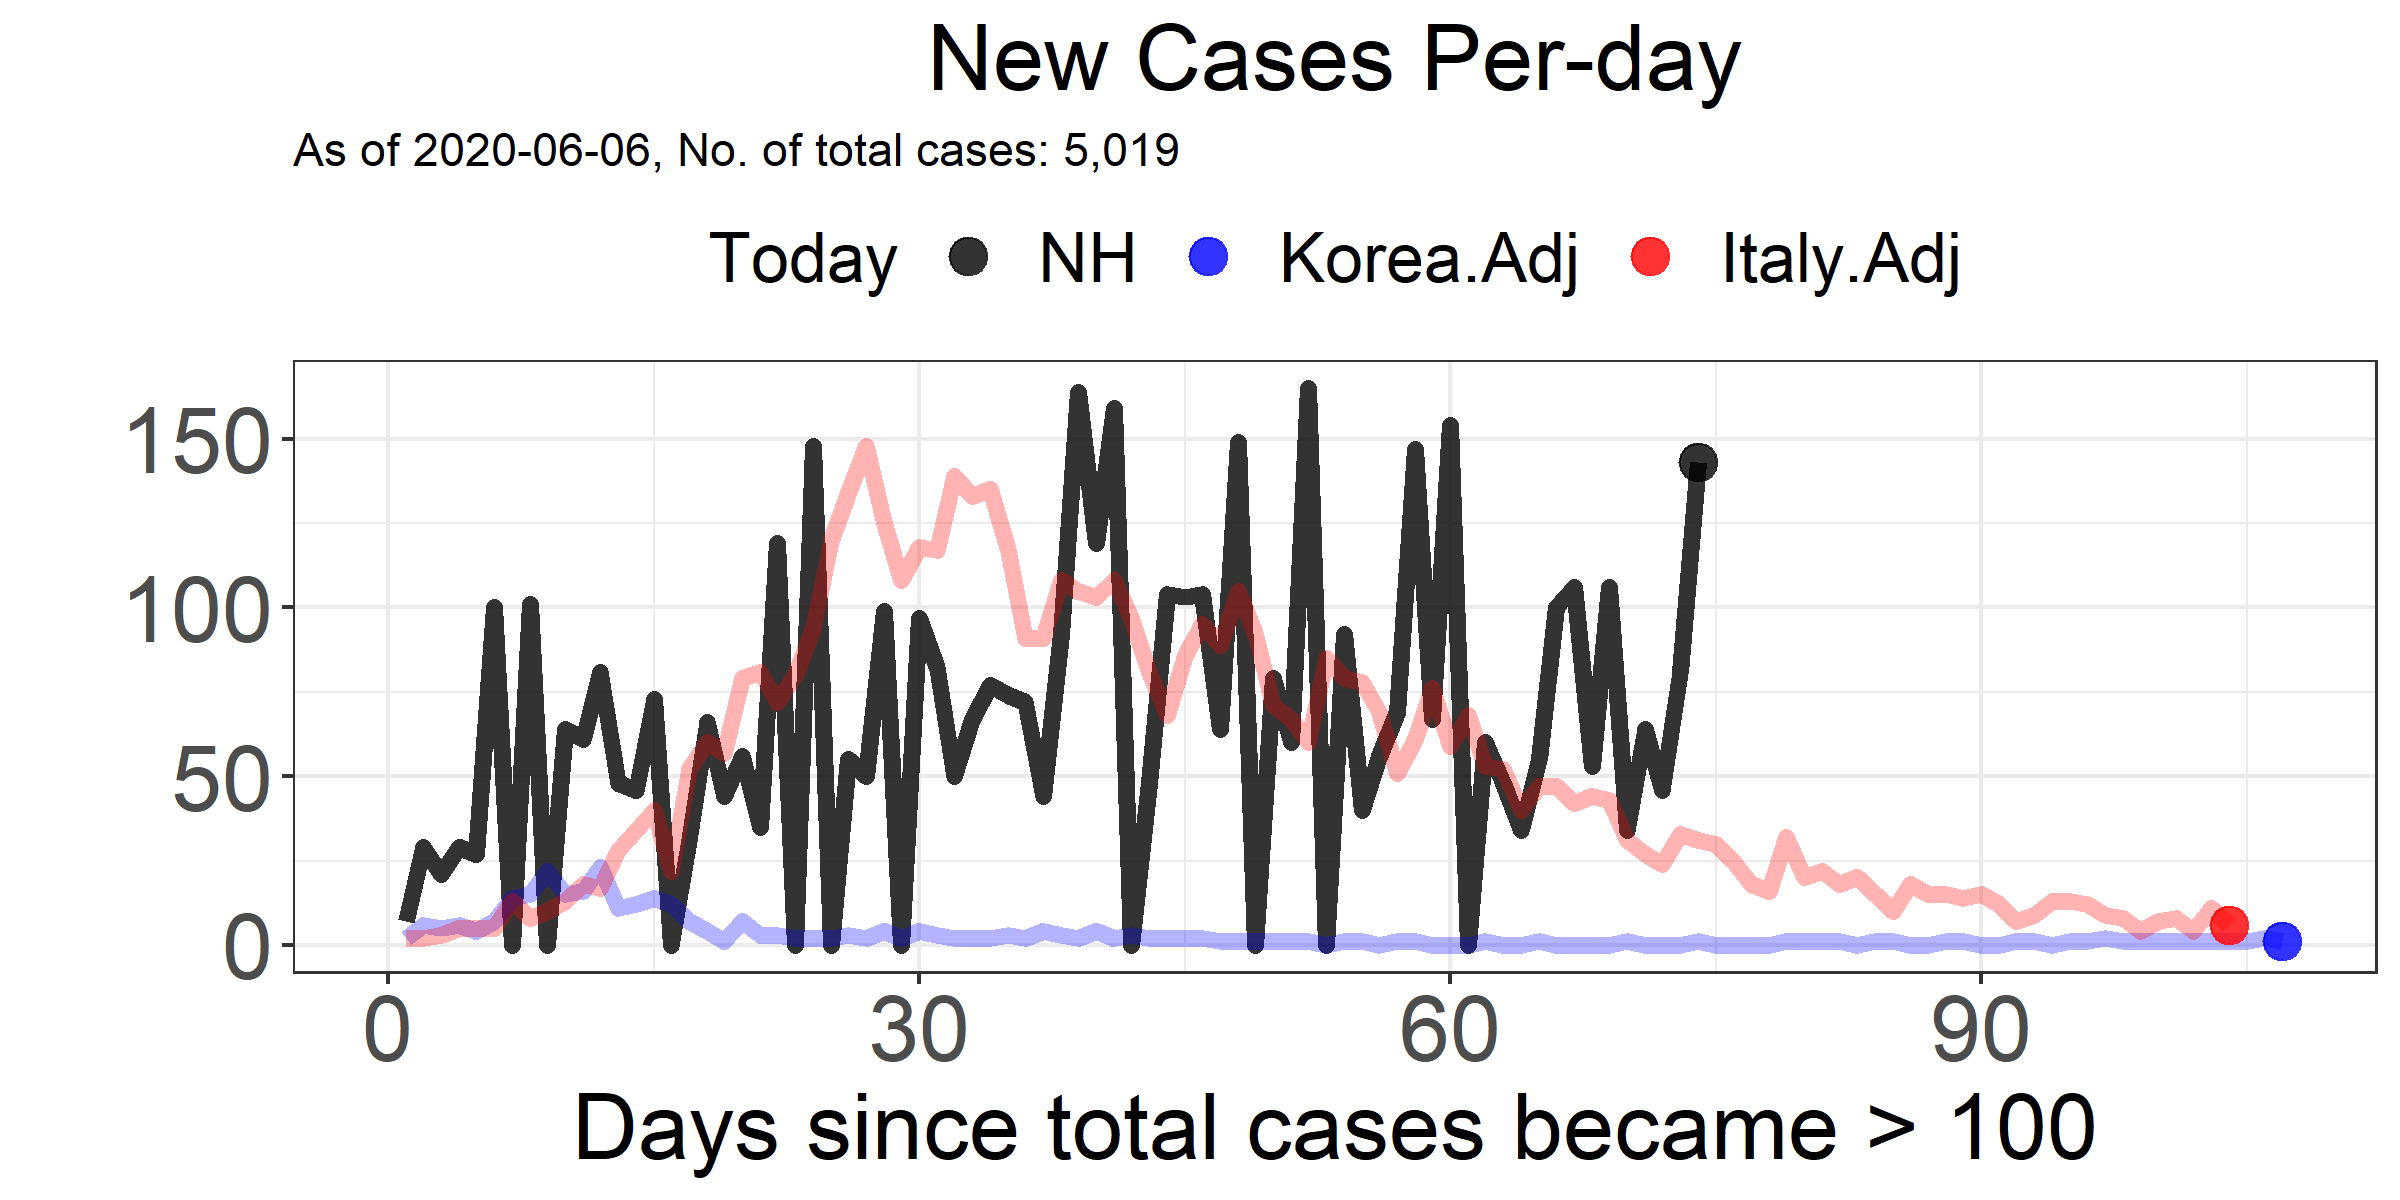 New Cases Per-day
As of 2020-06-06, No. of total cases: 5,019
Today NH Korea.Adj Italy.Adj
150
100
50
0
0 30 60 90
Days since total cases became > 100